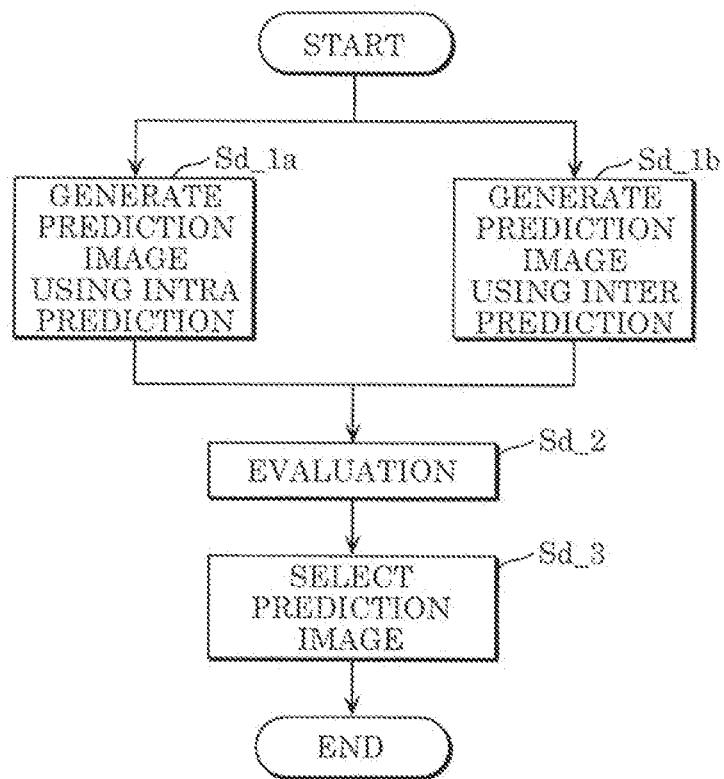 START
Sd_1a
GENERATE
PREDICTION
IMAGE
USING INTRA
PREDICTION
Sd_1b
GENERATE
PREDICTION
IMAGE
USING INTER
PREDICTION
Sd_2
EVALUATION
Sd_3
SELECT
PREDICTION
IMAGE
END